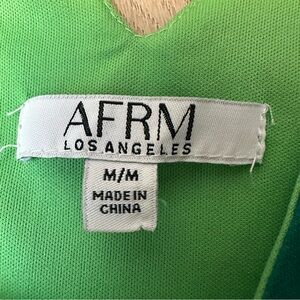 AFRM
LOS ANGELES
M/M
MADE IN
CHINA